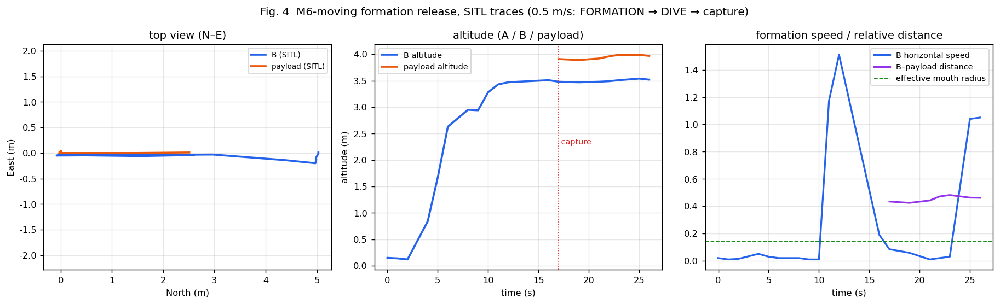 Fig. 4  M6-moving formation release, SITL traces (0.5 m/s: FORMATION → DIVE → capture)
top view (N–E)
2.0
1.5
1.0
0.5
0.0
-0.5
-1.0
-1.5
-2.0
East (m)
B (SITL)
payload (SITL)
0
1
2
3
4
5
North (m)
altitude (A / B / payload)
4.0
3.5
3.0
2.5
2.0
1.5
1.0
0.5
0.0
altitude (m)
B altitude
payload altitude
capture
0
5
10
15
20
25
time (s)
formation speed / relative distance
1.4
1.2
1.0
0.8
0.6
0.4
0.2
0.0
B horizontal speed
B–payload distance
effective mouth radius
0
5
10
15
20
25
time (s)